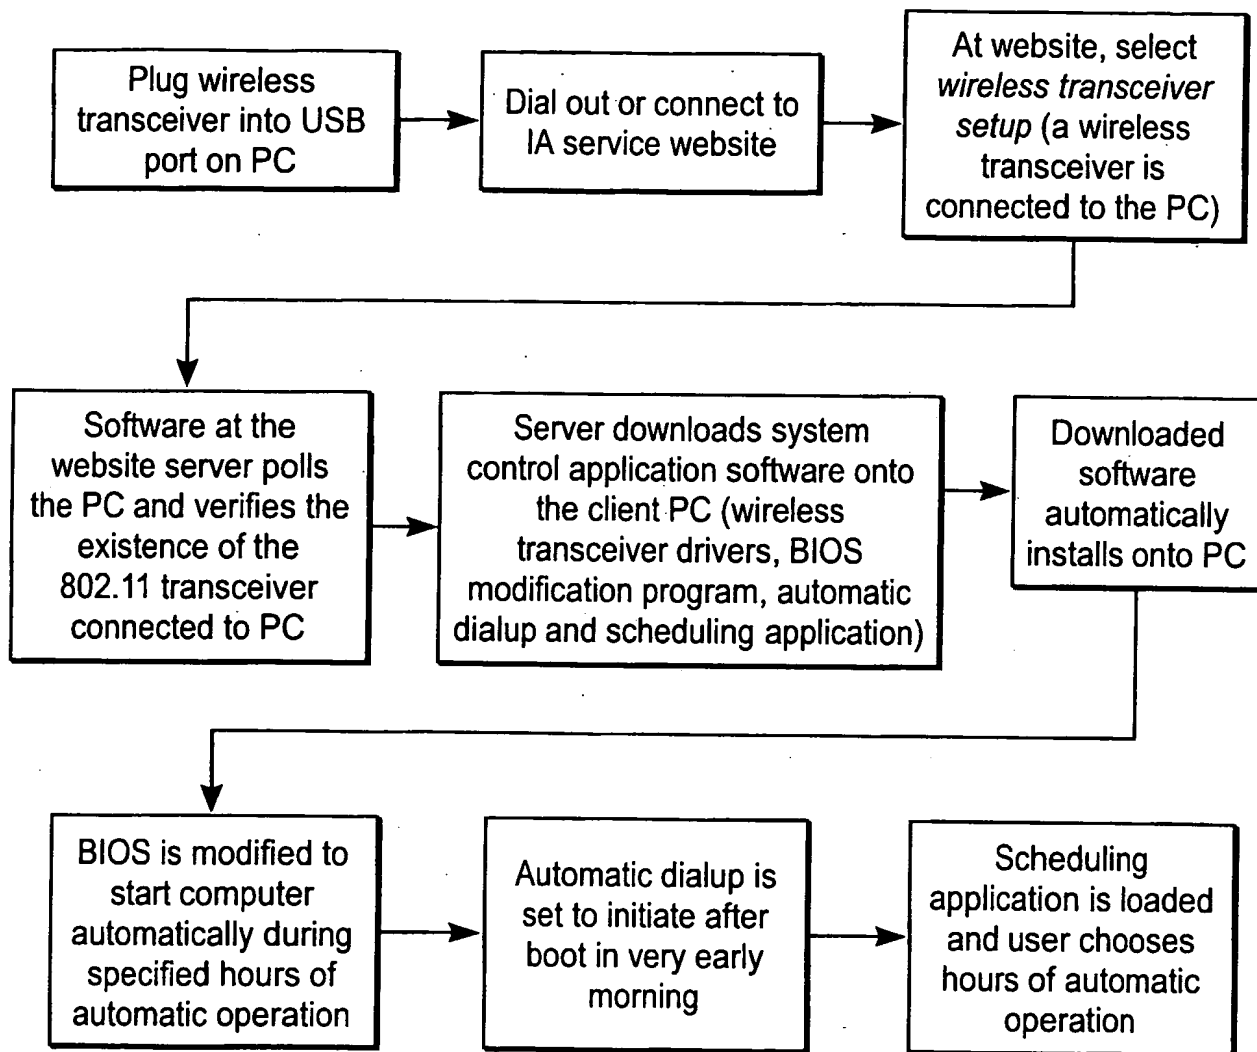 Plug wireless
transceiver into USB
port on PC
Dial out or connect to
IA service website
At website, select
wireless transceiver
setup (a wireless
transceiver is
connected to the PC)
Software at the
website server polls
the PC and verifies the
existence of the
802.11 transceiver
connected to PC
Server downloads system
control application software onto
the client PC (wireless
transceiver drivers, BIOS
modification program, automatic
dialup and scheduling application)
Downloaded
software
automatically
installs onto PC
BIOS is modified to
start computer
automatically during
specified hours of
automatic operation
Automatic dialup is
set to initiate after
boot in very early
morning
Scheduling
application is loaded
and user chooses
hours of automatic
operation